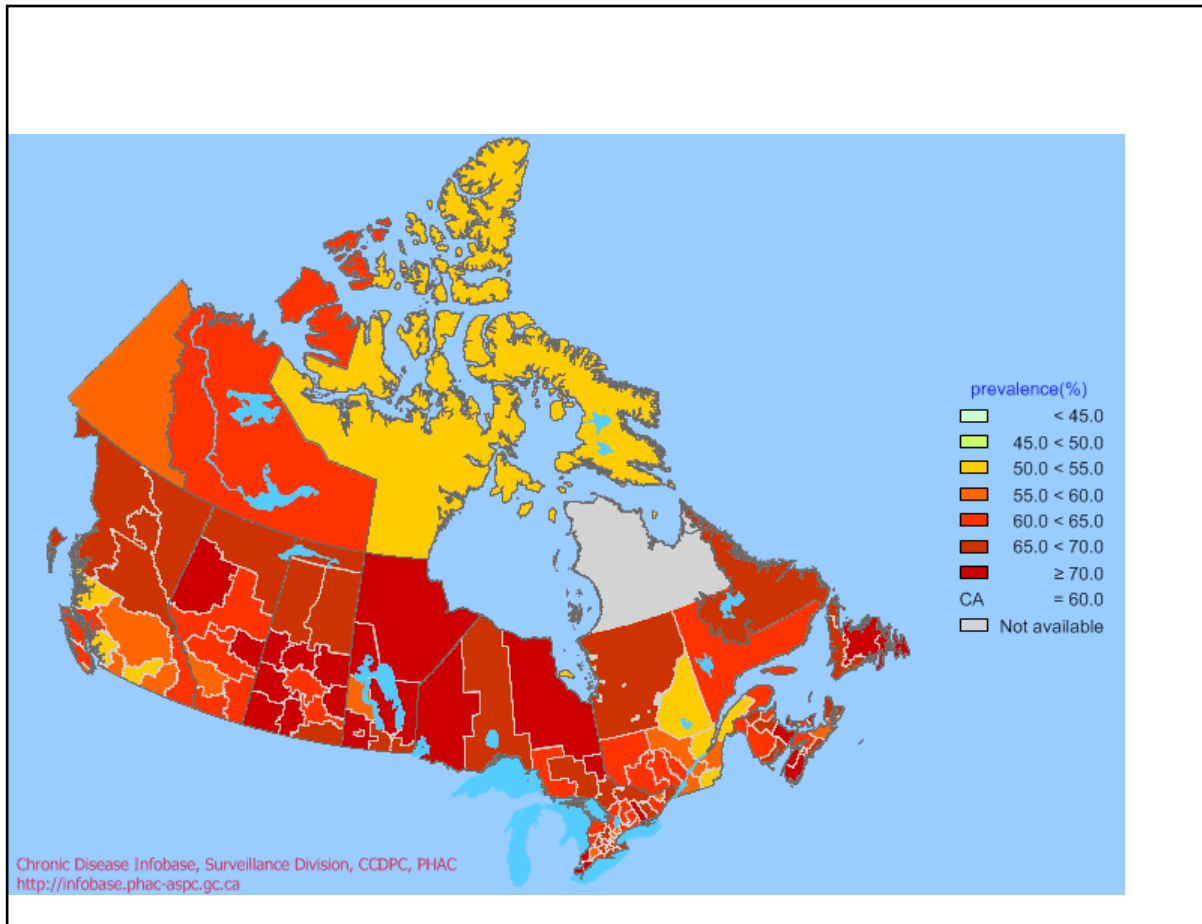 prevalence(%)
< 45.0
45.0 < 50.0
50.0 < 55.0
55.0 < 60.0
60.0 < 65.0
65.0 < 70.0
≥ 70.0
CA = 60.0
Not available
Chronic Disease Infobase, Surveillance Division, CCDPC, PHAC
http://infobase.phac-aspc.gc.ca